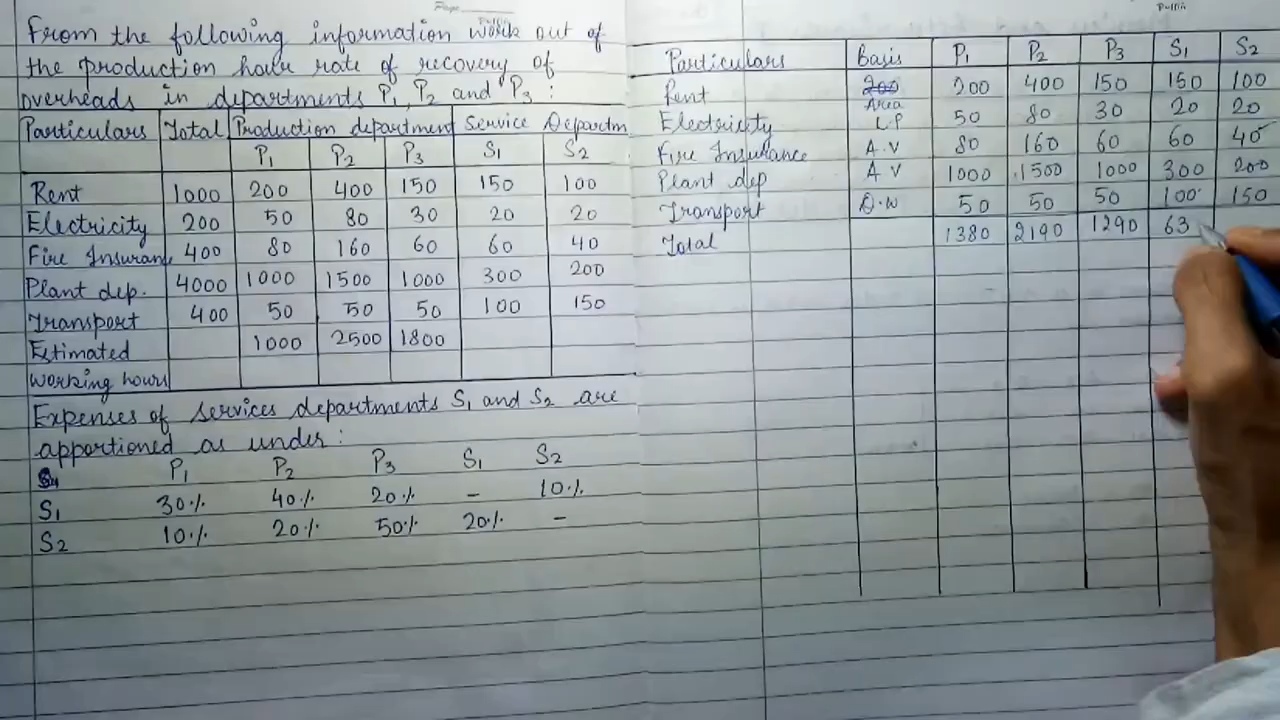 Page
Puffin
From the following information work out of
the production hour rate of recovery of
overheads in departments P1, P2 and P3 :
Particulars Total Production department Service Departm
P1 P2 P3 S1 S2
Rent 1000 200 400 150 150 100
Electricity 200 50 80 30 20 20
Fire Insuran 400 80 160 60 60 40
Plant dep. 4000 1000 1500 1000 300 200
Transport 400 50 50 50 100 150
Estimated 1000 2500 1800
working hours
Expenses of services departments S1 and S2 are
apportioned as under :
P1 P2 P3 S1 S2
S1 30% 40% 20% - 10%
S2 10% 20% 50% 20% -
Puffin
Particulars Basis P1 P2 P3 S1 S2
Rent Area 200 400 150 150 100
Electricity L.P 50 80 30 20 20
Fire Insurance A.V 80 160 60 60 40
Plant dep A V 1000 1500 1000 300 200
Transport D.W 50 50 50 100 150
Total 1380 2190 1290 63